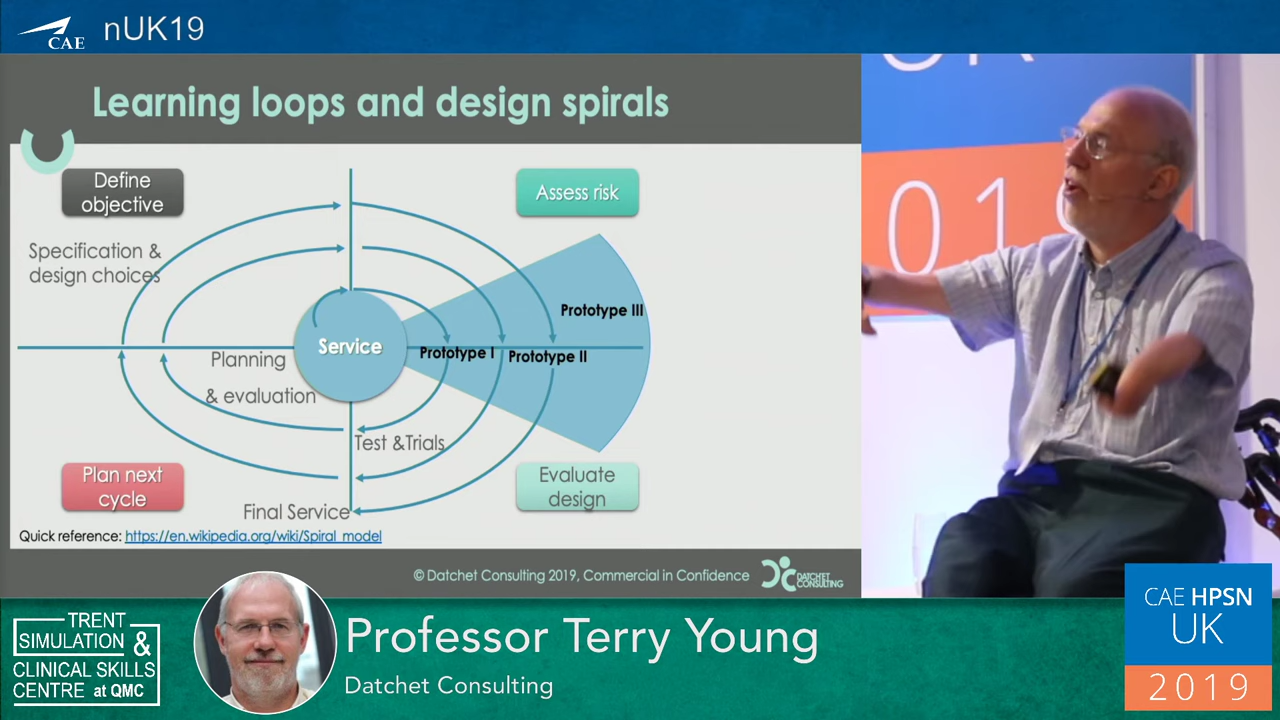 CAE nUK19
Learning loops and design spirals
Define
objective
Assess risk
Specification &
design choices
Prototype III
Service
Prototype I
Prototype II
Planning
& evaluation
Test &Trials
Plan next
cycle
Evaluate
design
Final Service
Quick reference: https://en.wikipedia.org/wiki/Spiral_model
© Datchet Consulting 2019, Commercial in Confidence
DATCHET
CONSULTING
UK
201
TRENT
SIMULATION &
CLINICAL SKILLS
CENTRE at QMC
Professor Terry Young
Datchet Consulting
CAE HPSN
UK
2019